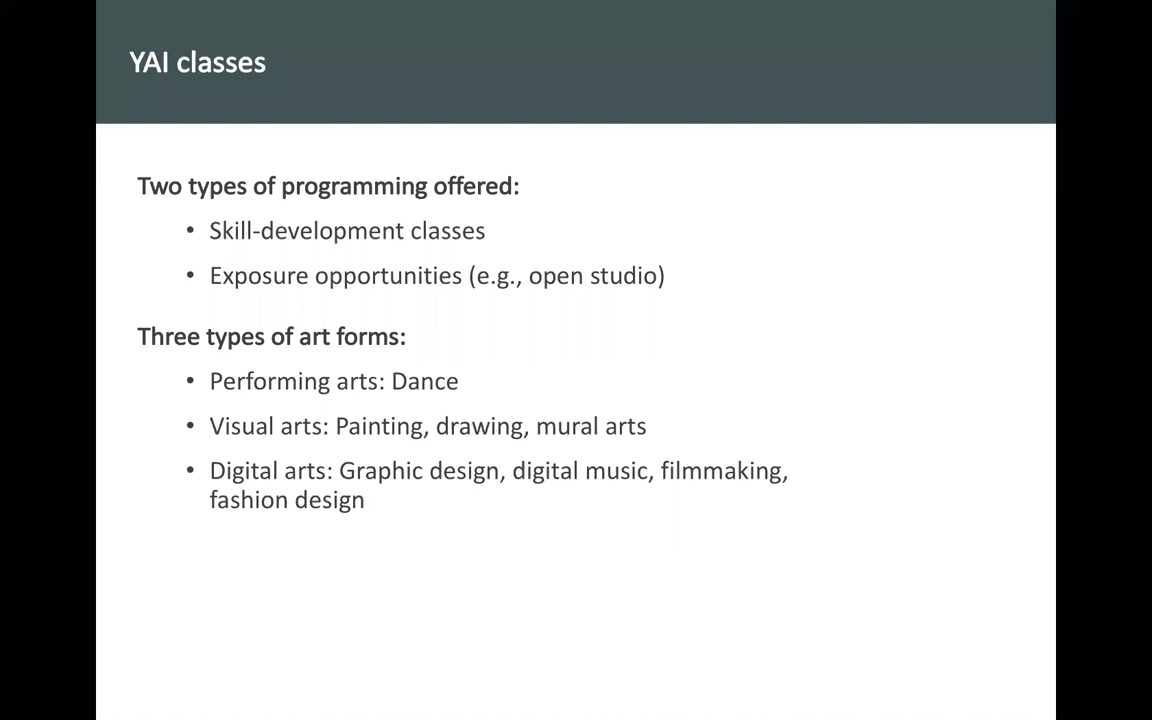 YAI classes
Two types of programming offered:
• Skill-development classes
• Exposure opportunities (e.g., open studio)
Three types of art forms:
• Performing arts: Dance
• Visual arts: Painting, drawing, mural arts
• Digital arts: Graphic design, digital music, filmmaking,
fashion design